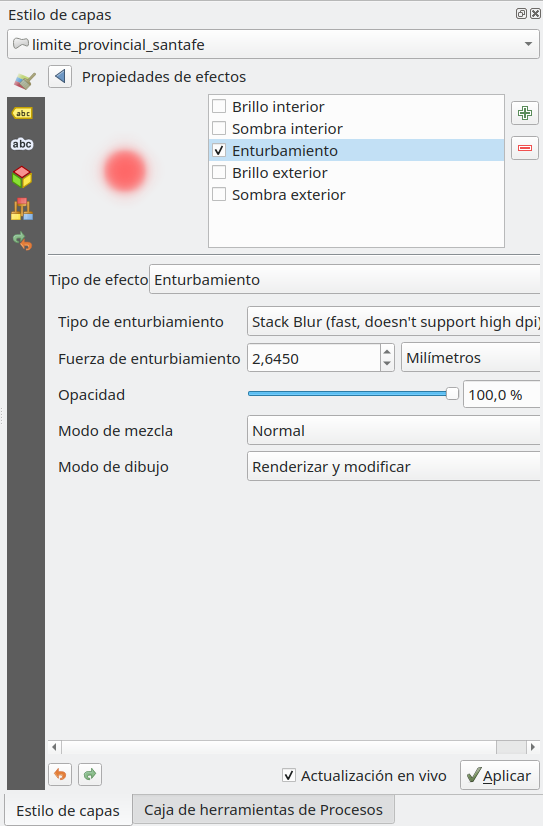 Estilo de capas
limite_provincial_santafe
Propiedades de efectos
abc
abc
Brillo interior
Sombra interior
Enturbamiento
Brillo exterior
Sombra exterior
Tipo de efecto Enturbamiento
Tipo de enturbiamiento Stack Blur (fast, doesn't support high dpi)
Fuerza de enturbiamiento 2,6450 Milímetros
Opacidad 100,0 %
Modo de mezcla Normal
Modo de dibujo Renderizar y modificar
Actualización en vivo Aplicar
Estilo de capas Caja de herramientas de Procesos